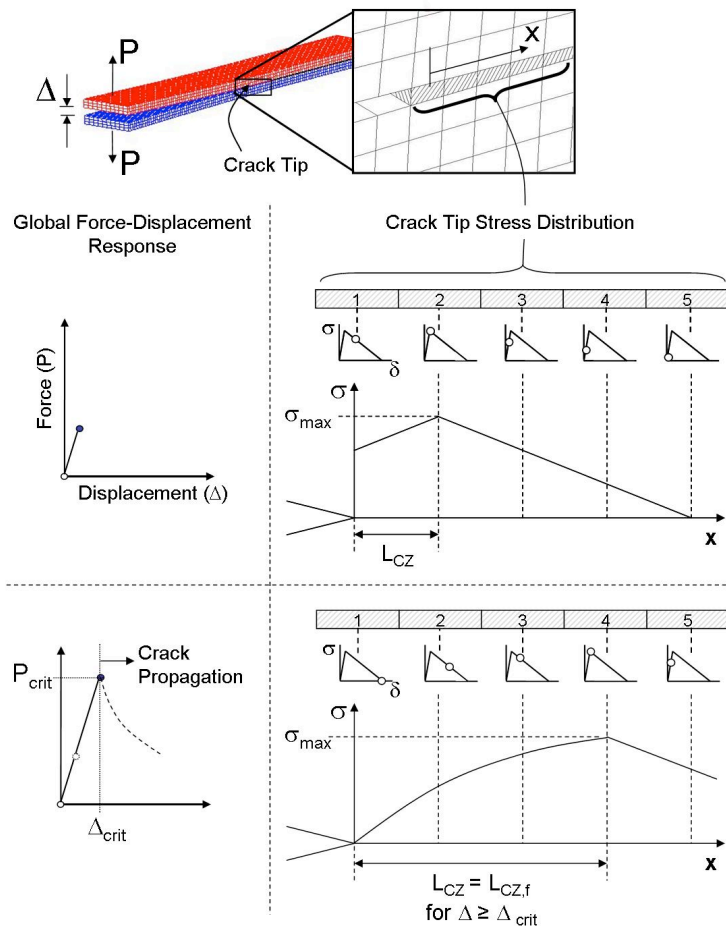 P
Δ
P
Crack Tip
X
Global Force-Displacement
Response
Crack Tip Stress Distribution
1 2 3 4 5
σ
δ
Force (P)
Displacement (Δ)
σ
σmax
x
LCZ
Pcrit
Crack
Propagation
Δcrit
1 2 3 4 5
σ
δ
σ
σmax
x
LCZ = LCZ,f
for Δ ≥ Δcrit